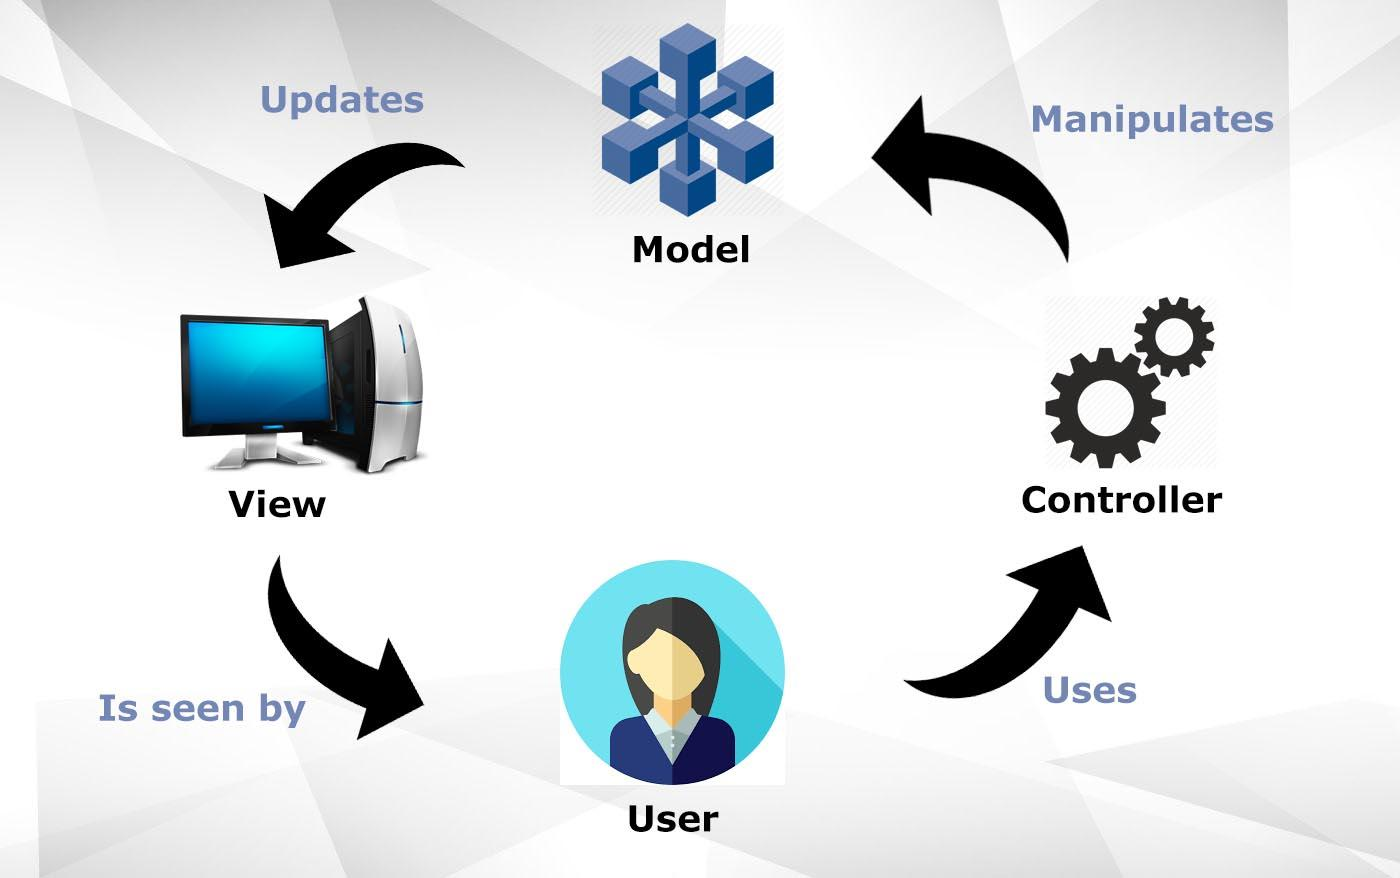 Updates
Manipulates
Model
View
Controller
Is seen by
Uses
User